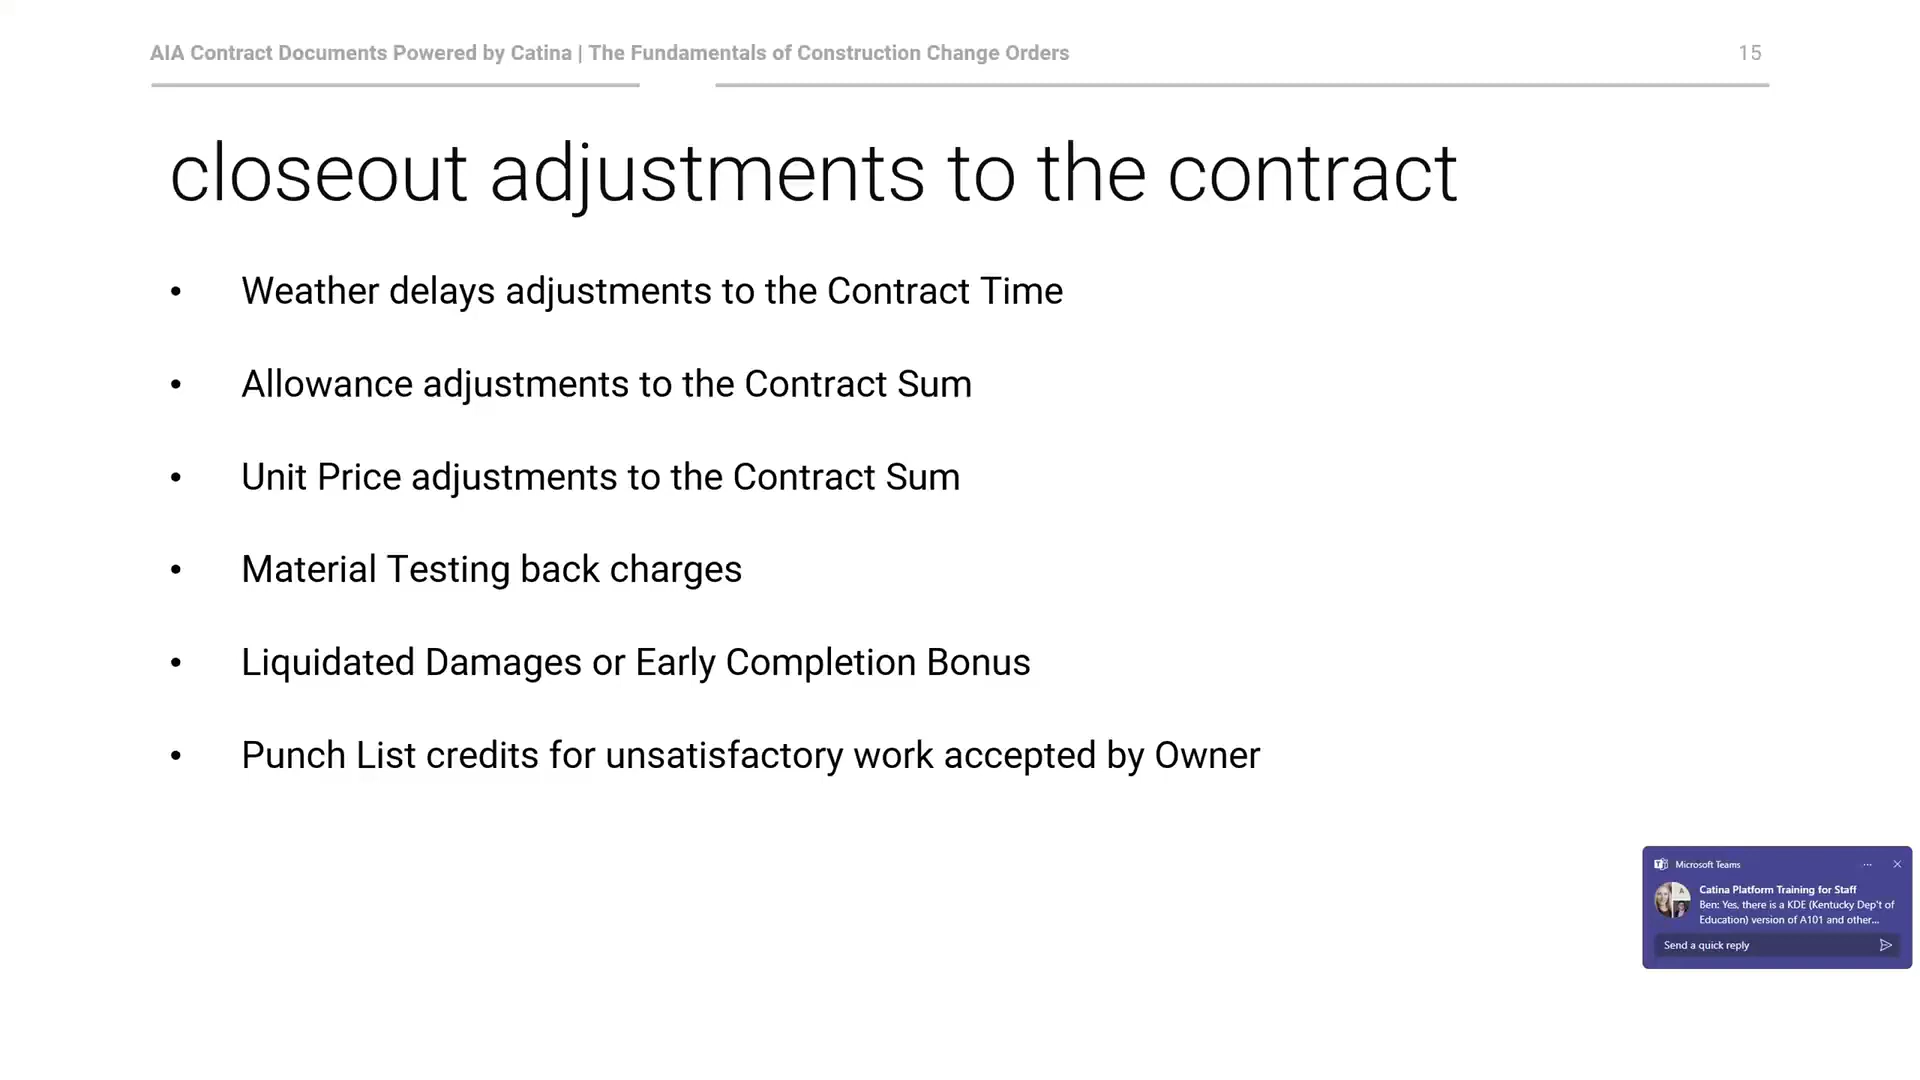 AIA Contract Documents Powered by Catina | The Fundamentals of Construction Change Orders
15
closeout adjustments to the contract
• Weather delays adjustments to the Contract Time
• Allowance adjustments to the Contract Sum
• Unit Price adjustments to the Contract Sum
• Material Testing back charges
• Liquidated Damages or Early Completion Bonus
• Punch List credits for unsatisfactory work accepted by Owner
Microsoft Teams
Catina Platform Training for Staff
Ben: Yes, there is a KDE (Kentucky Dep't of
Education) version of A101 and other...
Send a quick reply